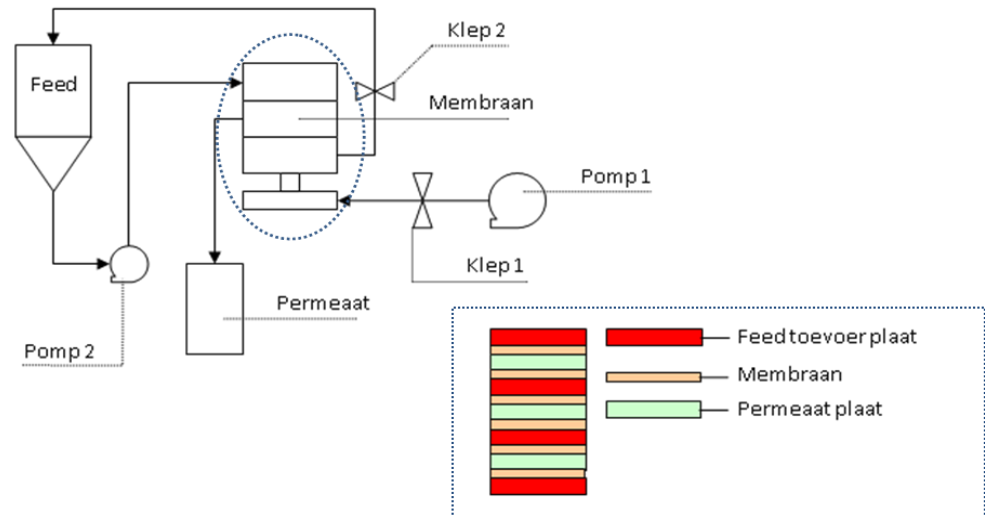 Klep 2
Feed
Membraan
Pomp 1
Klep 1
Permeaat
Pomp 2
Feed toevoer plaat
Membraan
Permeaat plaat